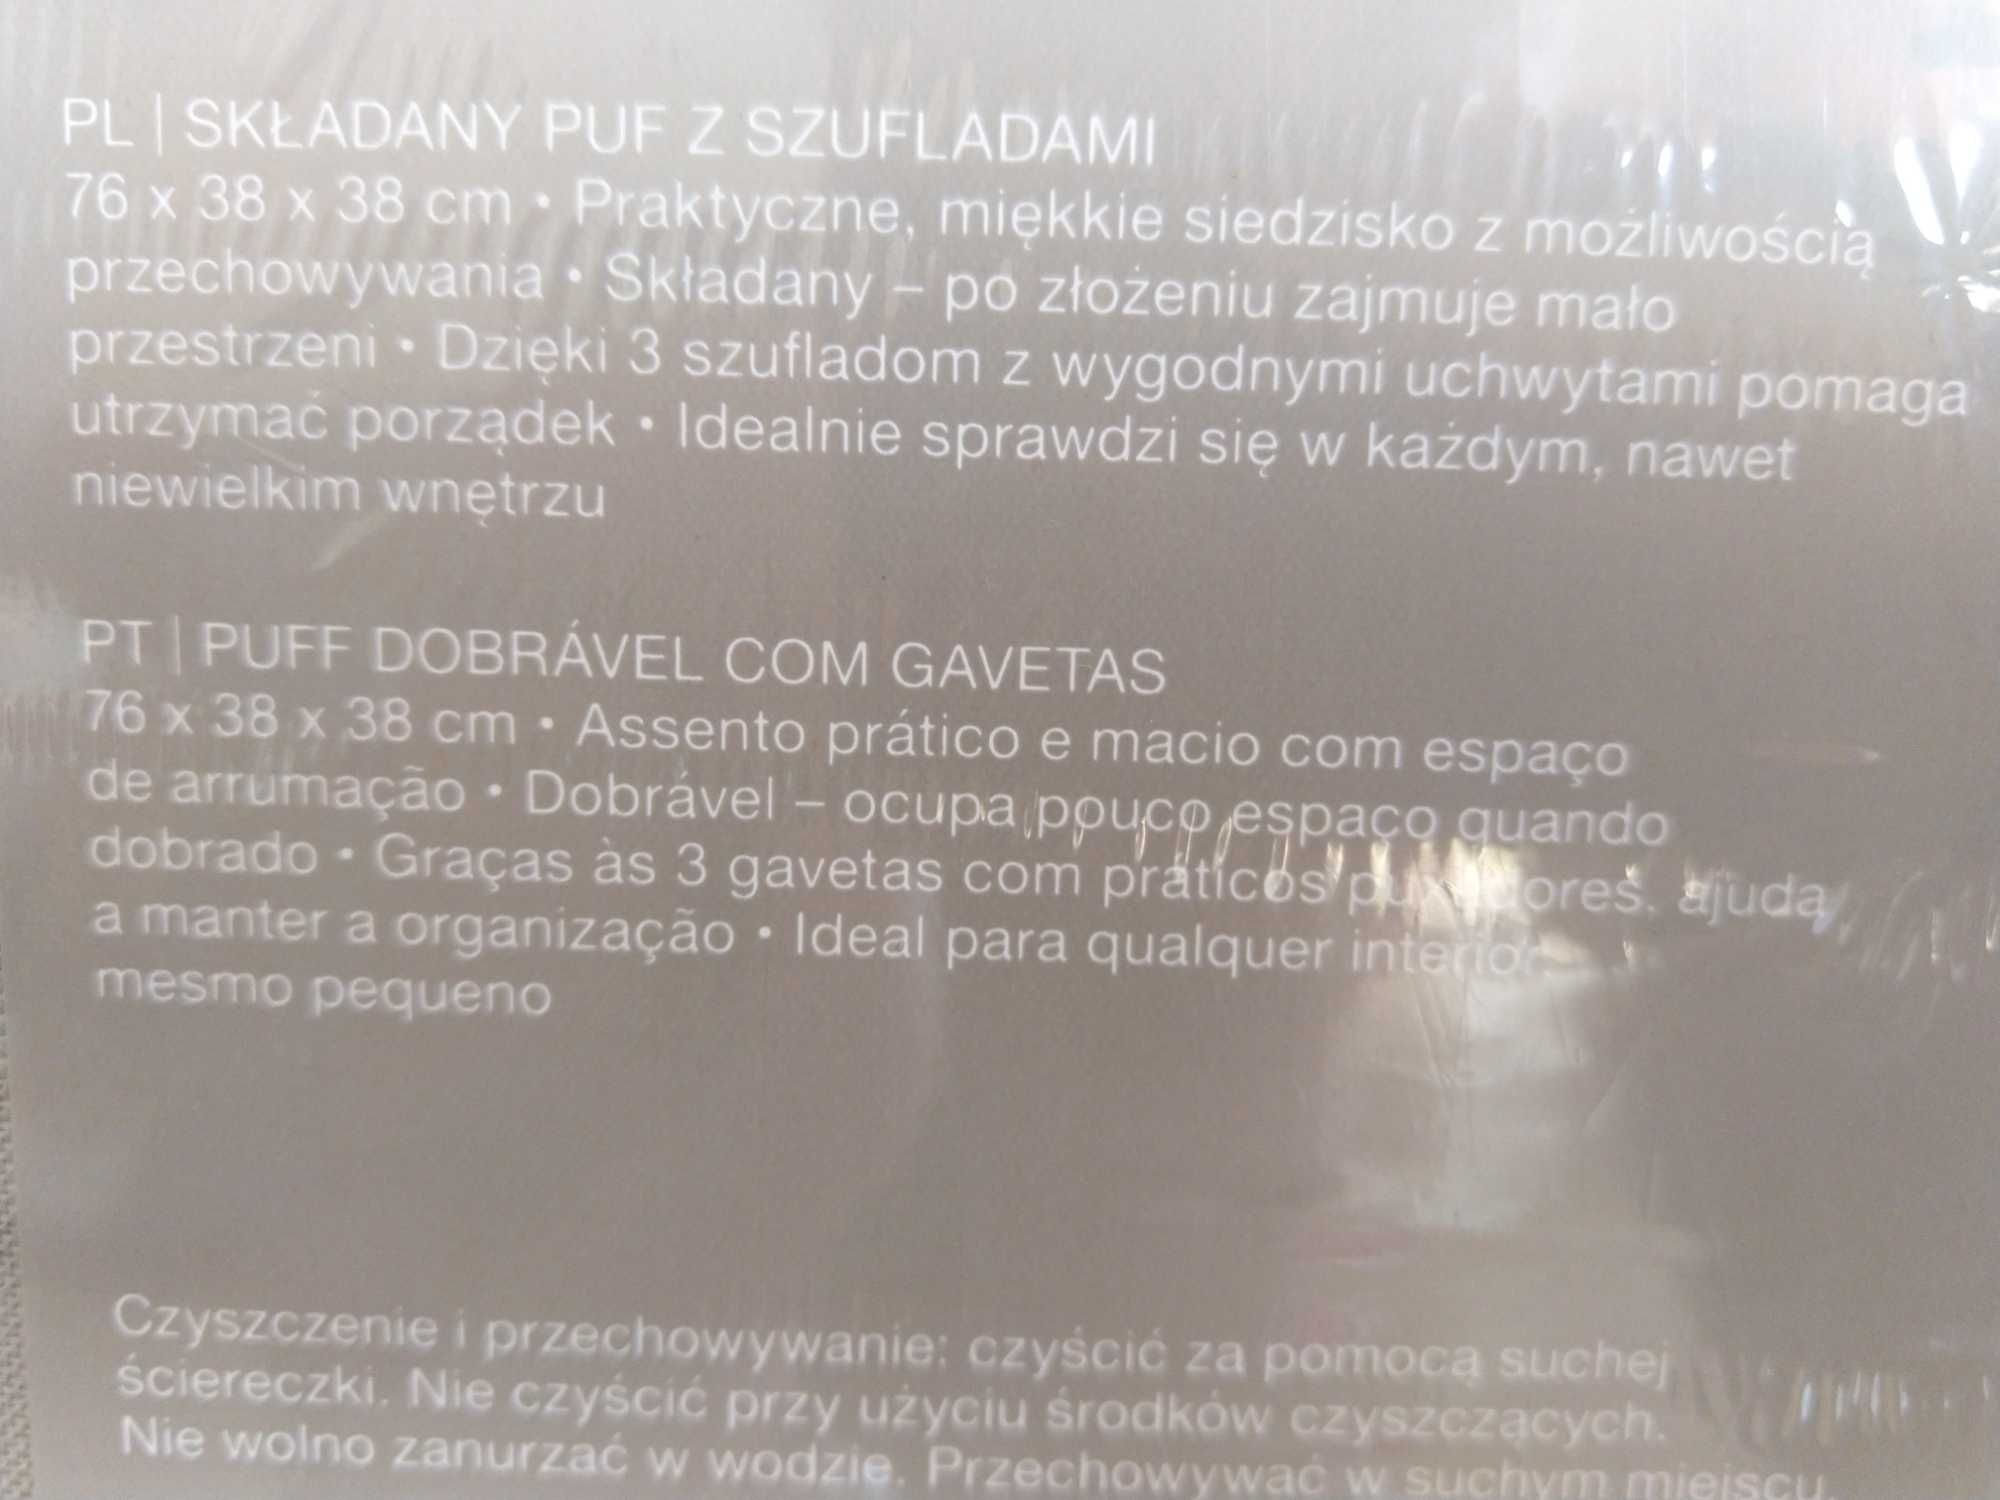 PL | SKŁADANY PUF Z SZUFLADAMI
76 x 38 x 38 cm • Praktyczne, miękkie siedzisko z możliwością
przechowywania • Składany – po złożeniu zajmuje mało
przestrzeni • Dzięki 3 szufladom z wygodnymi uchwytami pomaga
utrzymać porządek • Idealnie sprawdzi się w każdym, nawet
niewielkim wnętrzu
PT | PUFF DOBRÁVEL COM GAVETAS
76 x 38 x 38 cm • Assento prático e macio com espaço
de arrumação • Dobrável – ocupa pouco espaço quando
dobrado • Graças às 3 gavetas com práticos ajuda
a manter a organização • Ideal para qualquer interior
mesmo pequeno
Czyszczenie i przechowywanie: czyścić za pomocą suchej
ściereczki. Nie czyścić przy użyciu środków czyszczących.
Nie wolno zanurzać w wodzie. Przechowywać w suchym miejscu.